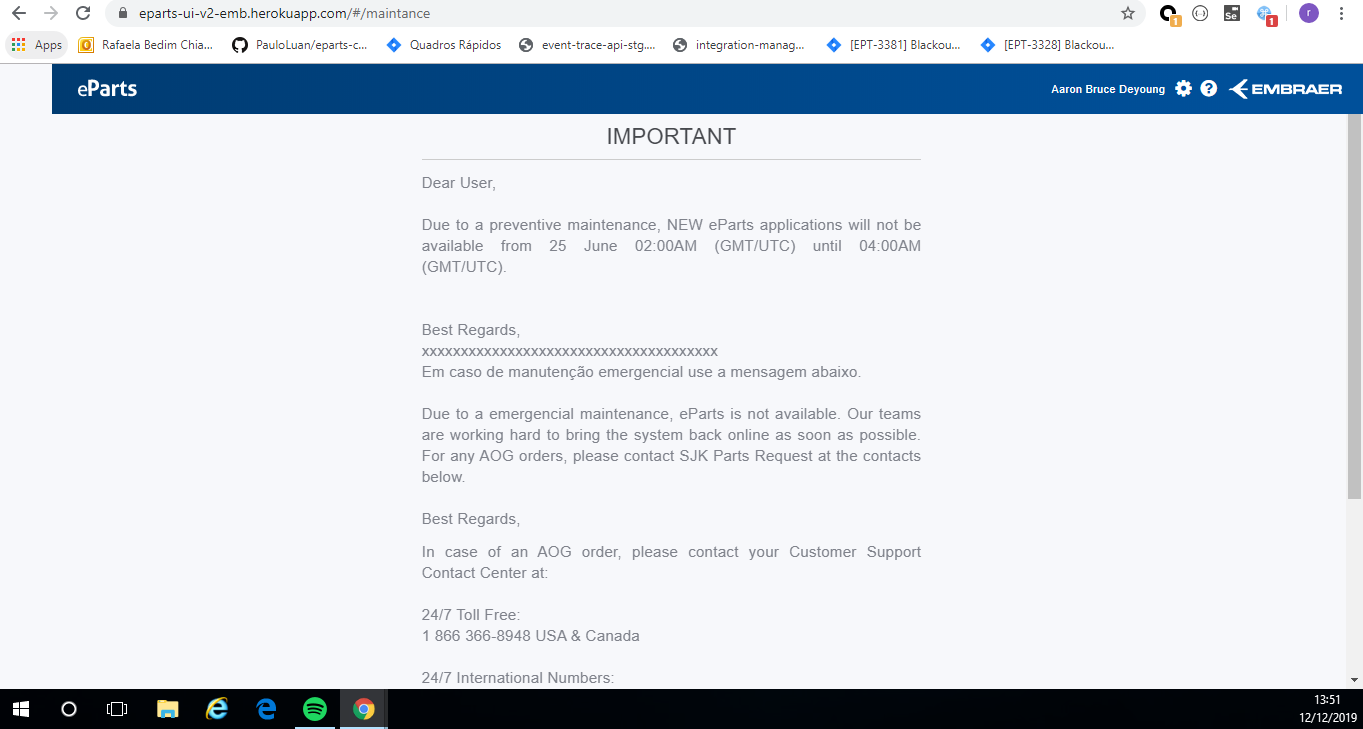 eparts-ui-v2-emb.herokuapp.com/#/maintance
1
Se
1
r
Apps
Rafaela Bedim Chia...
PauloLuan/eparts-c...
Quadros Rápidos
event-trace-api-stg....
integration-manag...
[EPT-3381] Blackou...
[EPT-3328] Blackou...
eParts
Aaron Bruce Deyoung
EMBRAER
IMPORTANT
Dear User,
Due to a preventive maintenance, NEW eParts applications will not be
available from 25 June 02:00AM (GMT/UTC) until 04:00AM
(GMT/UTC).
Best Regards,
xxxxxxxxxxxxxxxxxxxxxxxxxxxxxxxxxxxxxx
Em caso de manutenção emergencial use a mensagem abaixo.
Due to a emergencial maintenance, eParts is not available. Our teams
are working hard to bring the system back online as soon as possible.
For any AOG orders, please contact SJK Parts Request at the contacts
below.
Best Regards,
In case of an AOG order, please contact your Customer Support
Contact Center at:
24/7 Toll Free:
1 866 366-8948 USA & Canada
24/7 International Numbers:
13:51
12/12/2019